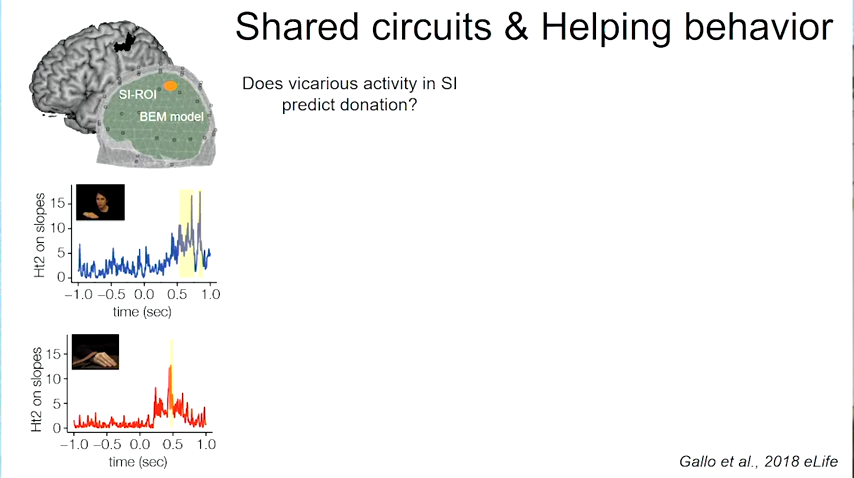 Shared circuits & Helping behavior
Does vicarious activity in SI
predict donation?
SI-ROI
BEM model
Ht2 on slopes
15
10
5
0
−1.0 −0.5 0.0 0.5 1.0
time (sec)
Ht2 on slopes
15
10
5
0
−1.0 −0.5 0.0 0.5 1.0
time (sec)
Gallo et al., 2018 eLife